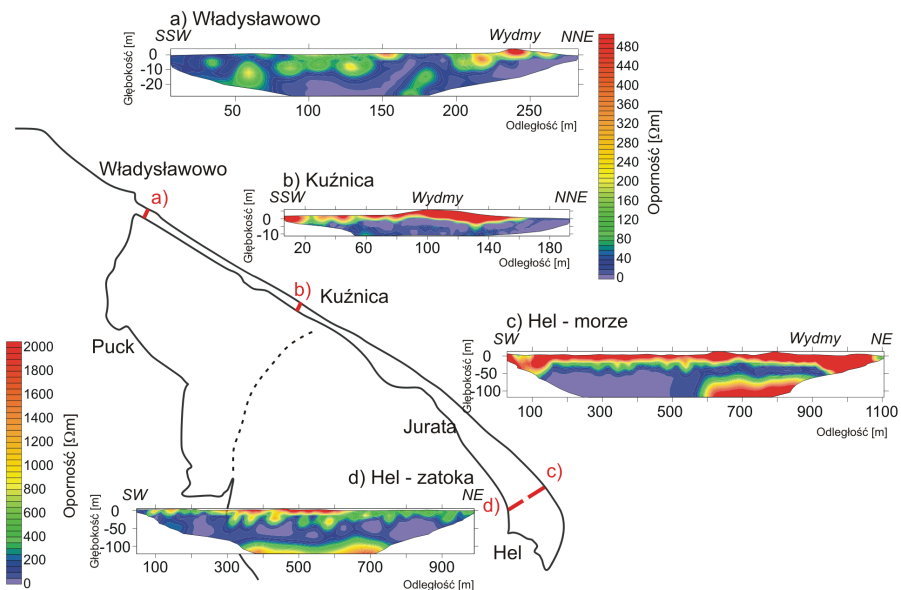 a) Władysławowo
SSW
Wydmy
NNE
Głębokość [m]
0
-10
-20
50
100
150
200
250
Odległość [m]
480
440
400
360
320
280
240
200
160
120
80
40
0
Oporność [Ωm]
Władysławowo
a)
b) Kuźnica
SSW
Wydmy
NNE
Głębokość [m]
0
-10
20
60
100
140
180
Odległość [m]
b)
Kuźnica
c) Hel - morze
SW
Wydmy
NE
Głębokość [m]
0
-50
-100
100
300
500
700
900
1100
Odległość [m]
Puck
Jurata
2000
1800
1600
1400
1200
1000
800
600
400
200
0
Oporność [Ωm]
d) Hel - zatoka
SW
NE
Głębokość [m]
0
-50
-100
100
300
500
700
900
Odległość [m]
c)
d)
Hel